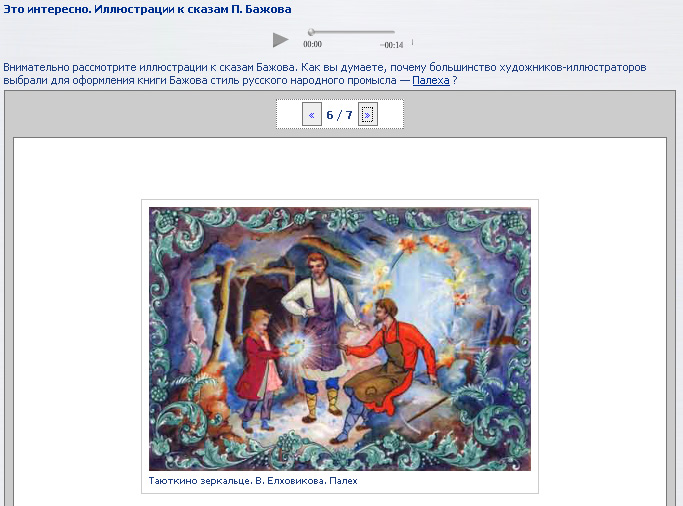 Это интересно. Иллюстрации к сказам П. Бажова
00:00
−00:14
Внимательно рассмотрите иллюстрации к сказам Бажова. Как вы думаете, почему большинство художников-иллюстраторов
выбрали для оформления книги Бажова стиль русского народного промысла — Палеха ?
« 6 / 7 »
Таюткино зеркальце. В. Елховикова. Палех